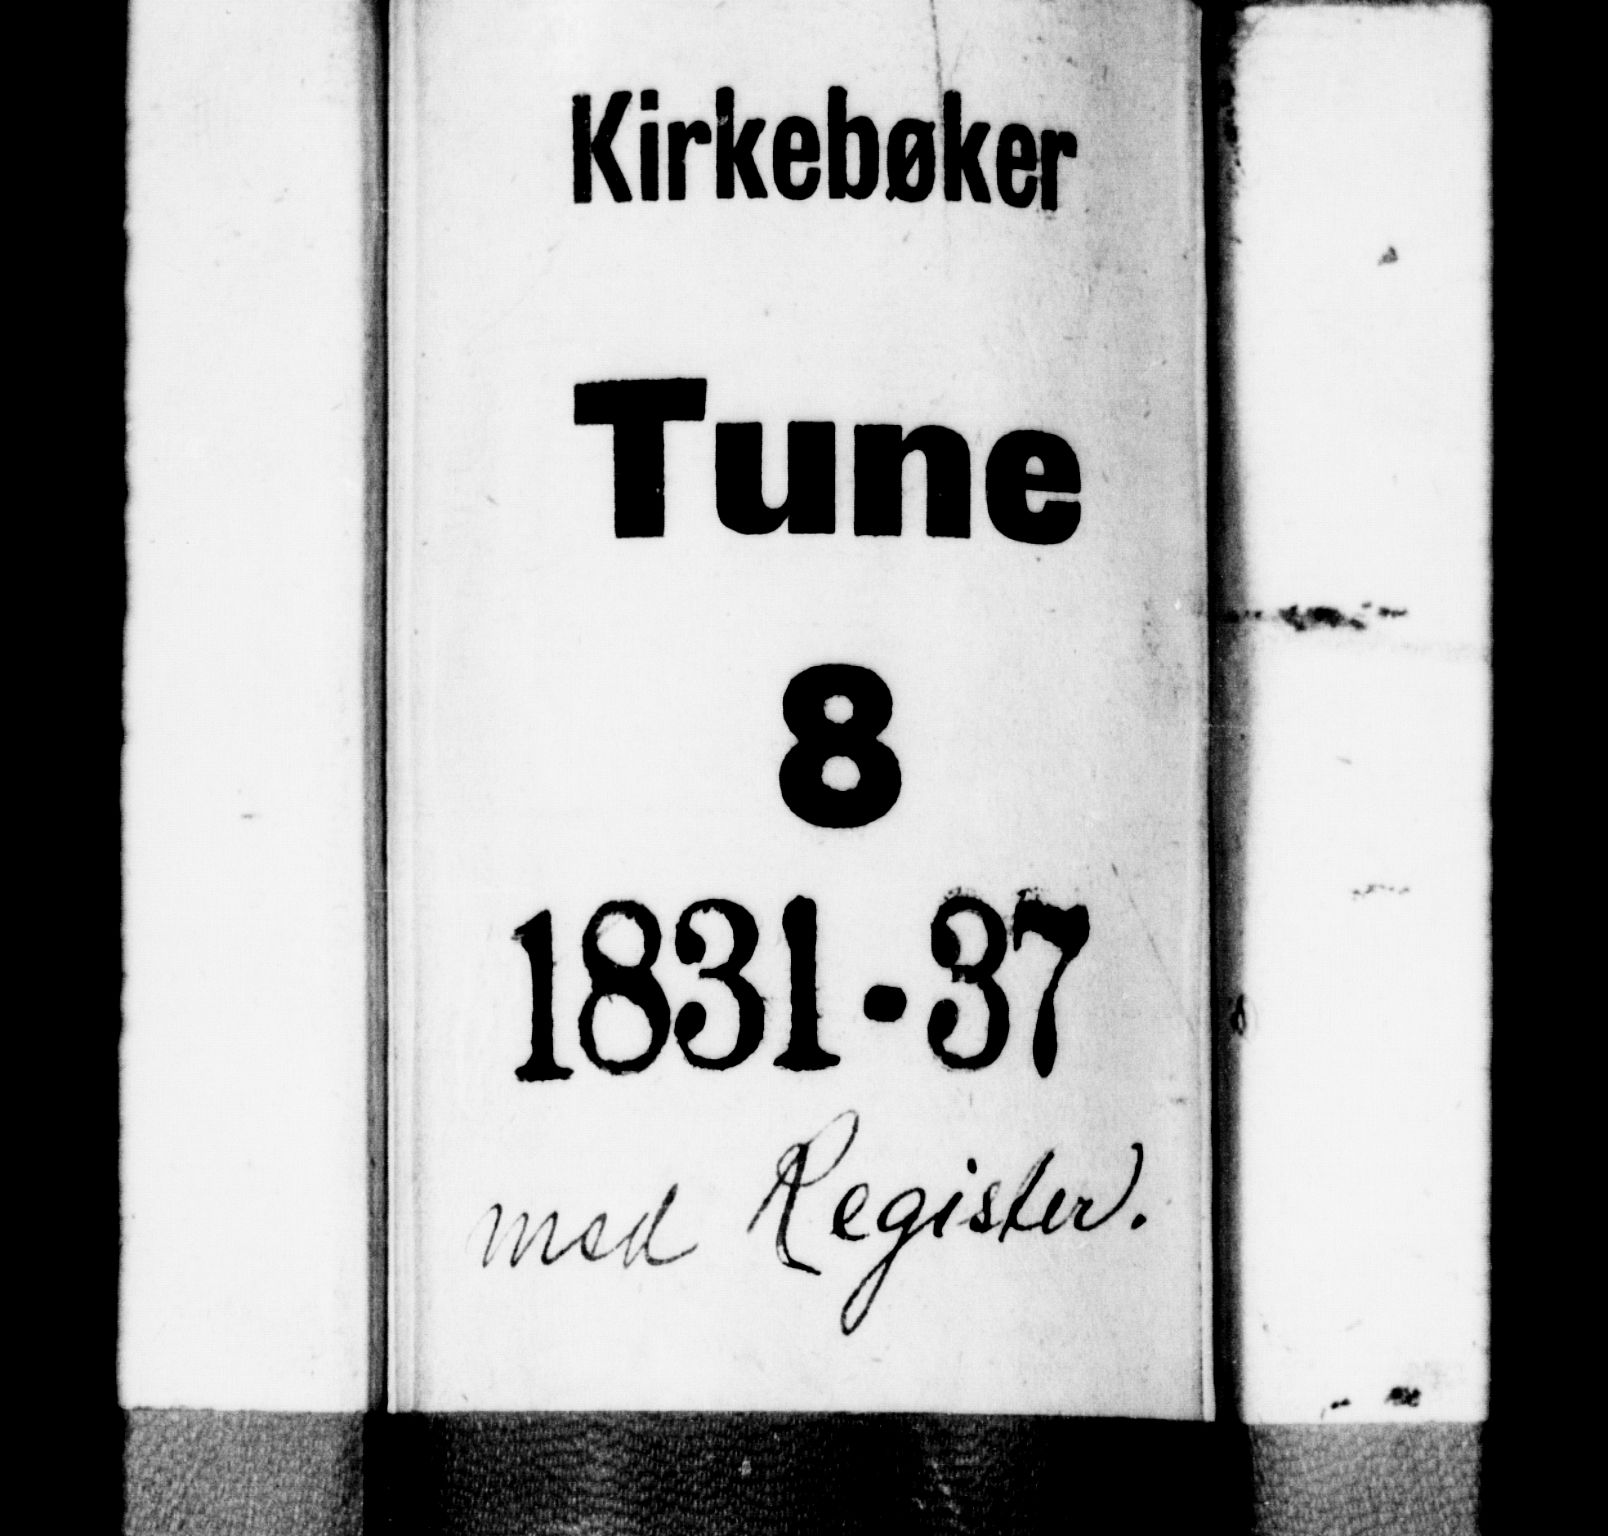 Kirkebøker
Tune
8
1831-37
med Register.